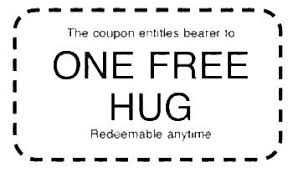 The coupon entitles bearer to
ONE FREE
HUG
Redeemable anytime